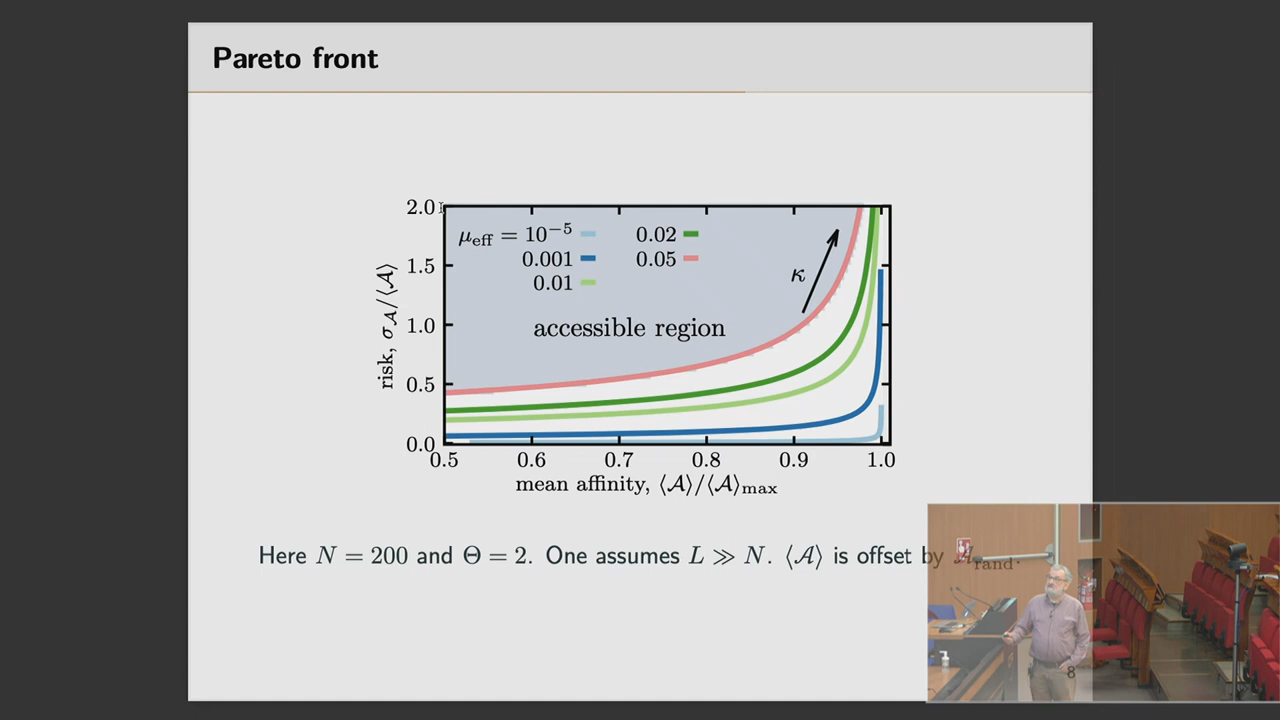 Pareto front
2.0
1.5
1.0
0.5
0.0
risk, σ_𝒜/⟨𝒜⟩
μ_eff = 10⁻⁵
0.001
0.01
0.02
0.05
κ
accessible region
0.5 0.6 0.7 0.8 0.9 1.0
mean affinity, ⟨𝒜⟩/⟨𝒜⟩_max
Here N = 200 and Θ = 2. One assumes L ≫ N. ⟨𝒜⟩ is offset by 𝒜_rand.
8